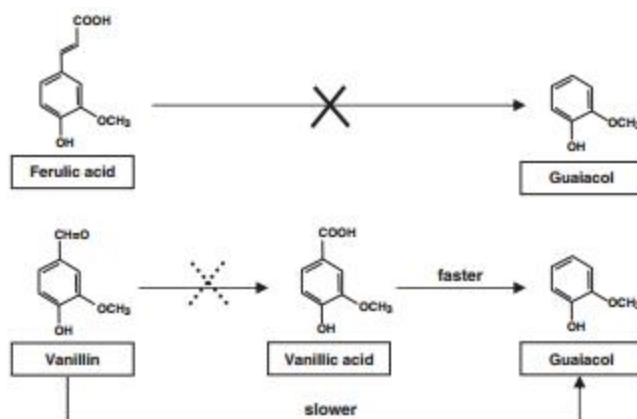 COOH
OCH₃
OH
Ferulic acid
OCH₃
OH
Guaiacol
CH=O
OCH₃
OH
Vanillin
COOH
OCH₃
OH
Vanillic acid
faster
OCH₃
OH
Guaiacol
slower